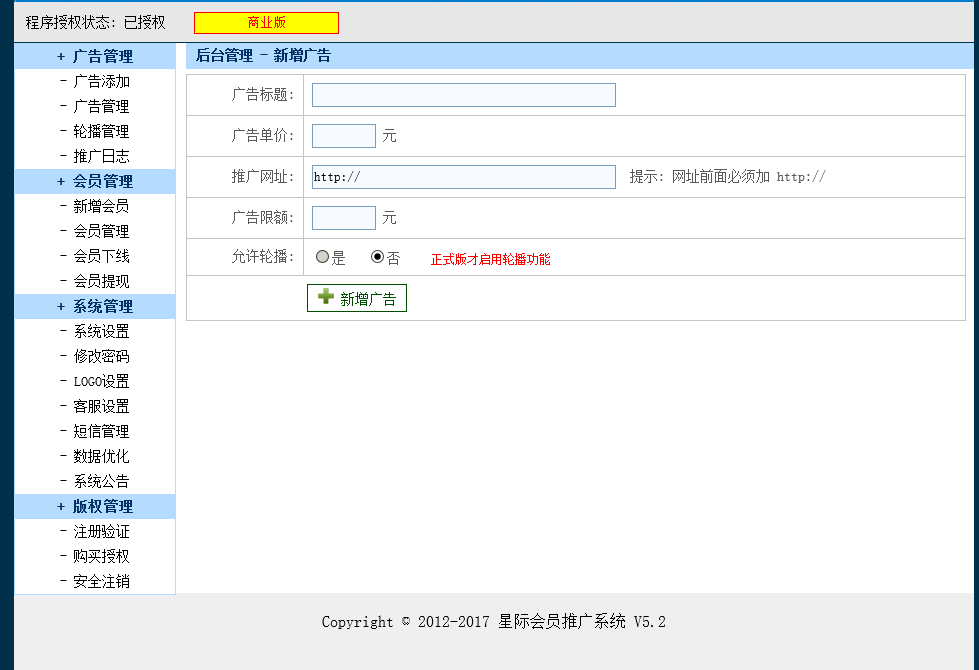 程序授权状态: 已授权 商业版
+ 广告管理
- 广告添加
- 广告管理
- 轮播管理
- 推广日志
+ 会员管理
- 新增会员
- 会员管理
- 会员下线
- 会员提现
+ 系统管理
- 系统设置
- 修改密码
- LOGO设置
- 客服设置
- 短信管理
- 数据优化
- 系统公告
+ 版权管理
- 注册验证
- 购买授权
- 安全注销
后台管理 - 新增广告
广告标题:
广告单价: 元
推广网址: http:// 提示: 网址前面必须加 http://
广告限额: 元
允许轮播: 是 否 正式版才启用轮播功能
新增广告
Copyright © 2012-2017 星际会员推广系统 V5.2